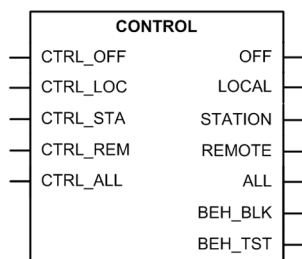 CONTROL
CTRL_OFF OFF
CTRL_LOC LOCAL
CTRL_STA STATION
CTRL_REM REMOTE
CTRL_ALL ALL
BEH_BLK
BEH_TST